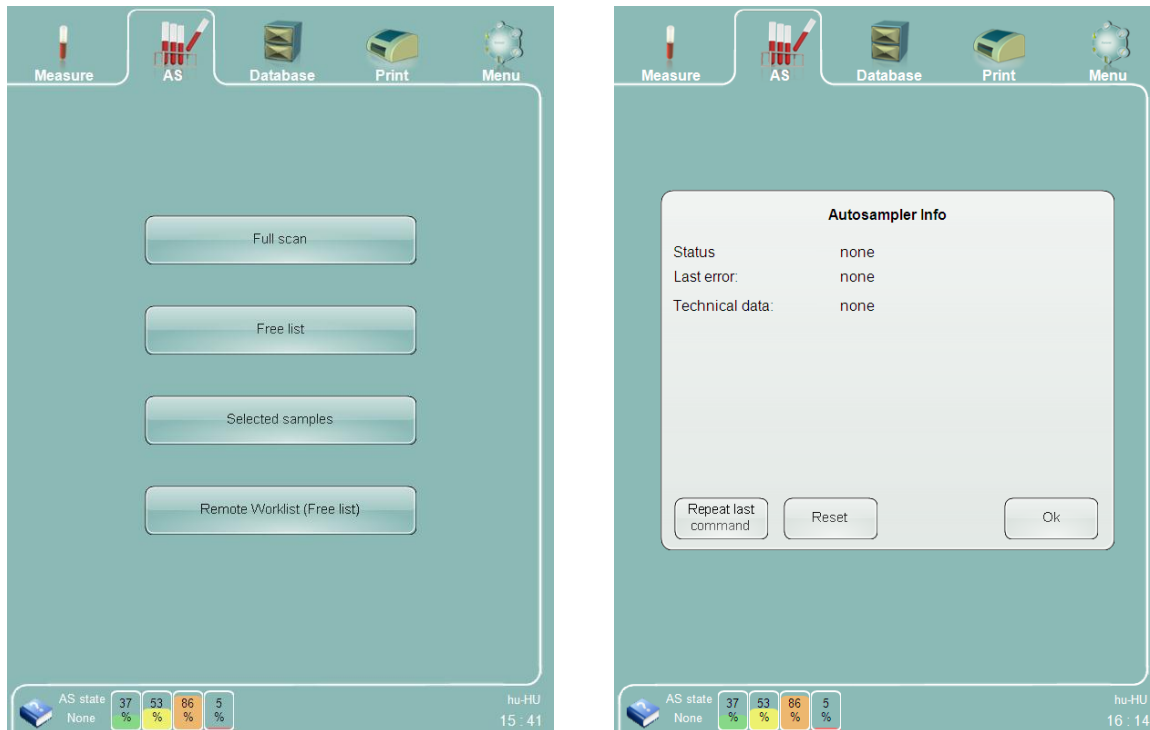 Measure
AS
Database
Print
Menu
Full scan
Free list
Selected samples
Remote Worklist (Free list)
AS state
None
37
%
53
%
86
%
5
%
hu-HU
15 : 41
Measure
AS
Database
Print
Menu
Autosampler Info
Status none
Last error: none
Technical data: none
Repeat last
command
Reset
Ok
AS state
None
37
%
53
%
86
%
5
%
hu-HU
16 : 14